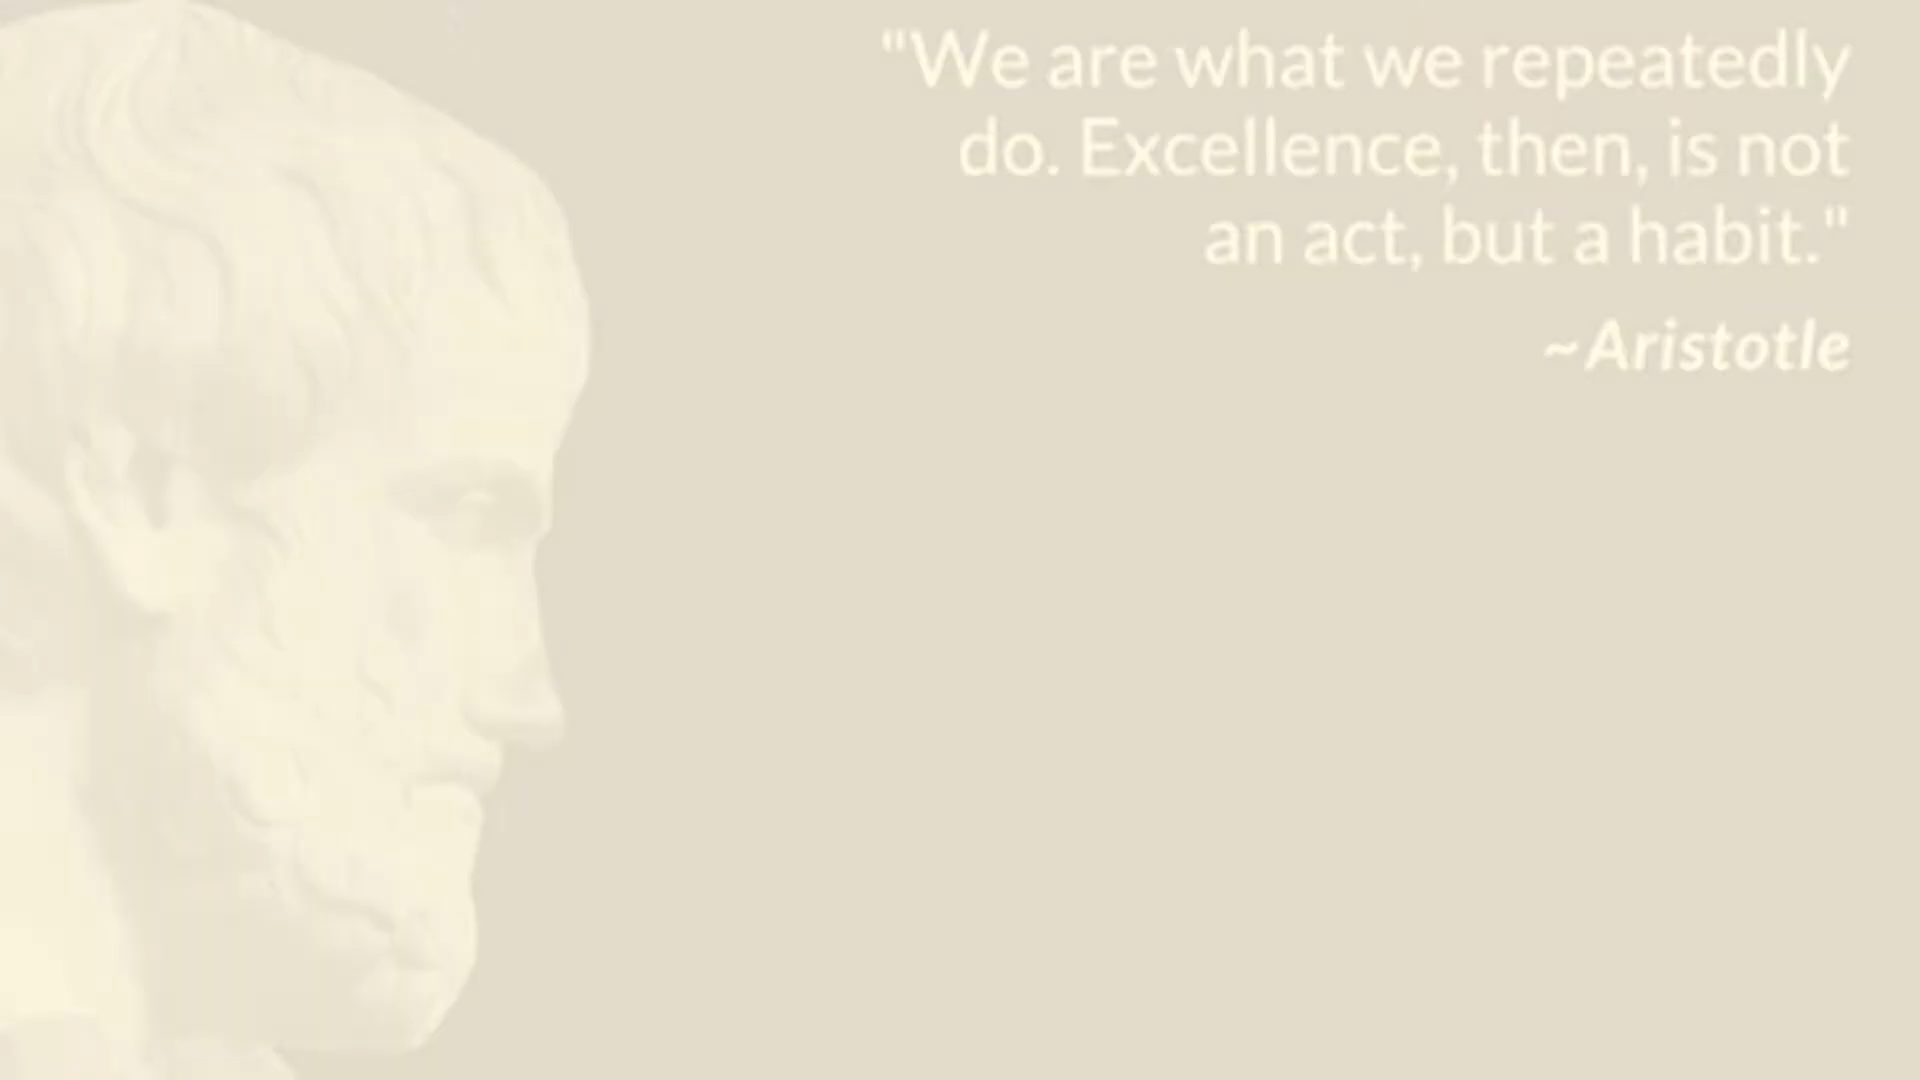 "We are what we repeatedly
do. Excellence, then, is not
an act, but a habit."
~Aristotle